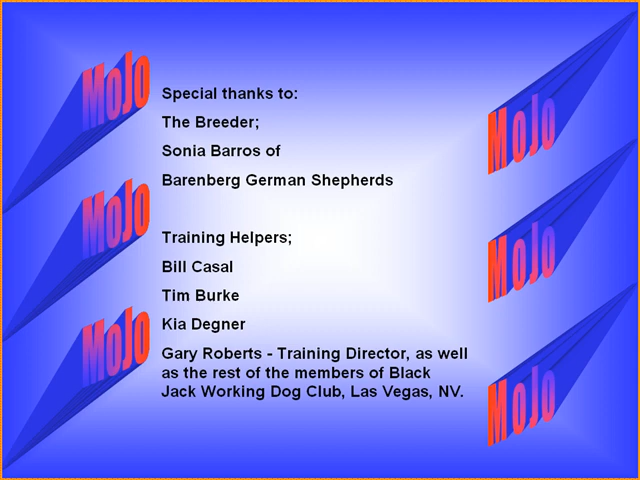 MoJo
MoJo
MoJo
Special thanks to:
The Breeder;
Sonia Barros of
Barenberg German Shepherds
Training Helpers;
Bill Casal
Tim Burke
Kia Degner
Gary Roberts - Training Director, as well
as the rest of the members of Black
Jack Working Dog Club, Las Vegas, NV.
MoJo
MoJo
MoJo